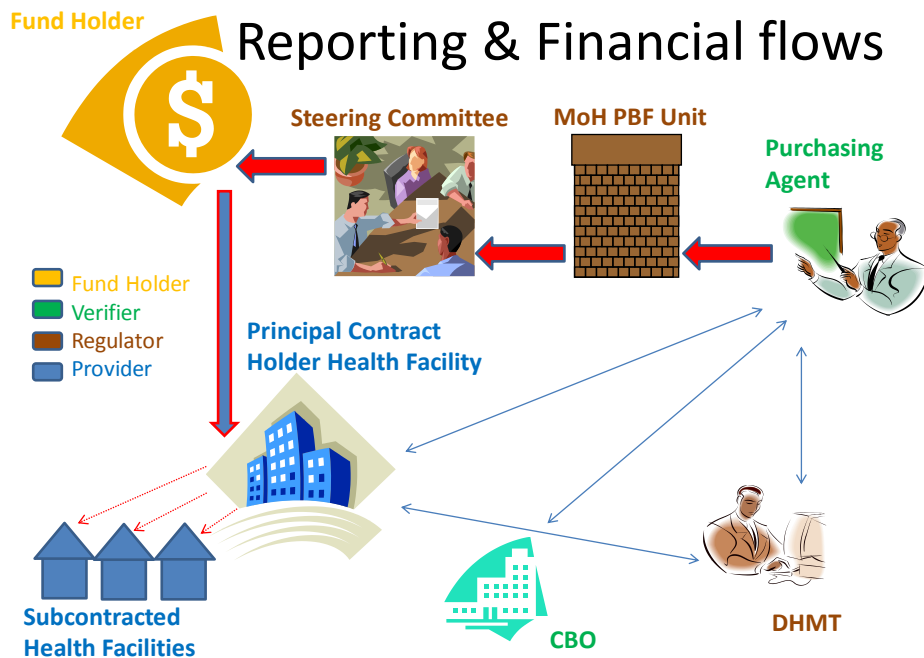 Fund Holder
Reporting & Financial flows
$
Steering Committee
MoH PBF Unit
Purchasing
Agent
Fund Holder
Verifier
Regulator
Provider
Principal Contract
Holder Health Facility
Subcontracted
Health Facilities
CBO
DHMT